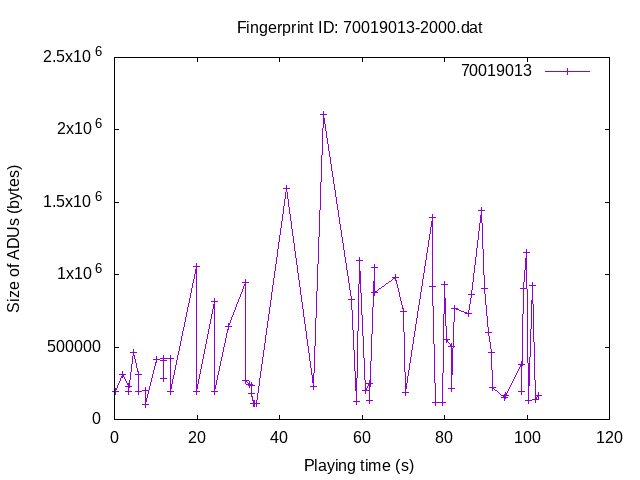 Fingerprint ID: 70019013-2000.dat
70019013
2.5x10^6
2x10^6
1.5x10^6
1x10^6
500000
0
Size of ADUs (bytes)
0 20 40 60 80 100 120
Playing time (s)